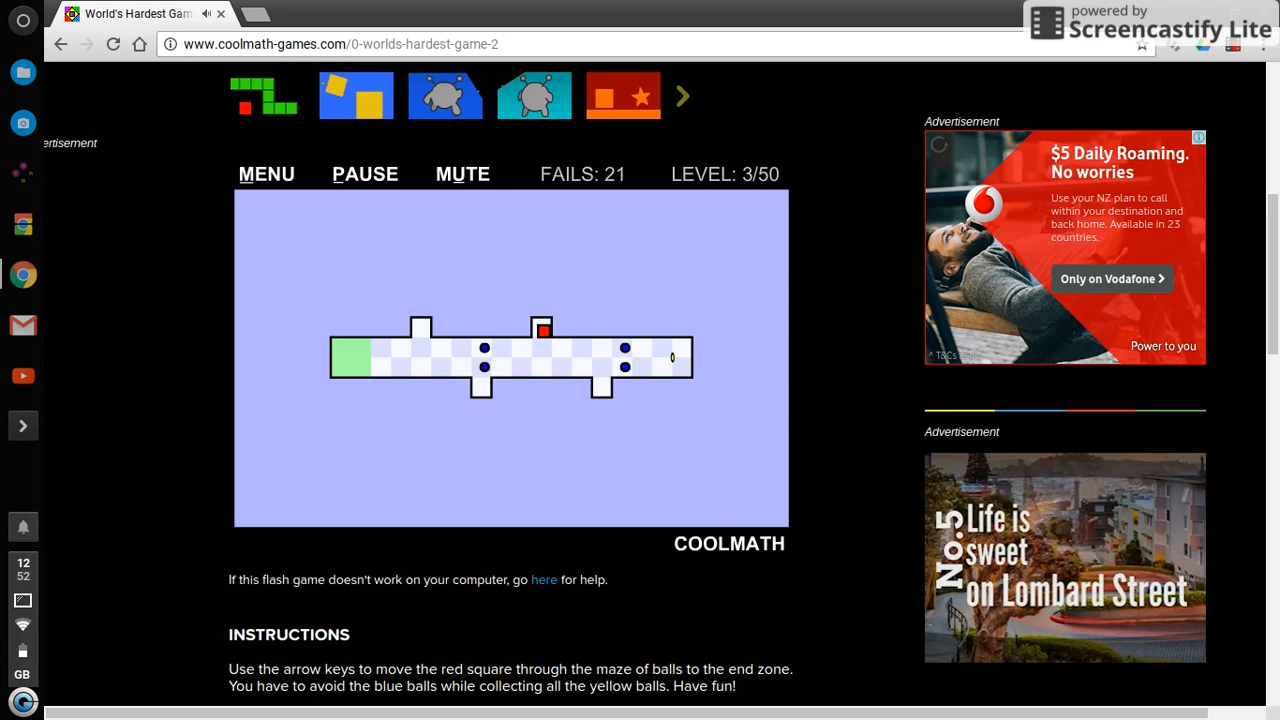 powered by
Screencastify Lite
World's Hardest Gam
www.coolmath-games.com/0-worlds-hardest-game-2
ertisement
Advertisement
MENU
PAUSE
MUTE
FAILS: 21
LEVEL: 3/50
$5 Daily Roaming.
No worries
Use your NZ plan to call
within your destination and
back home. Available in 23
countries.
Only on Vodafone
Power to you
Advertisement
No.5
Life is
sweet
on Lombard Street
COOLMATH
If this flash game doesn't work on your computer, go here for help.
INSTRUCTIONS
Use the arrow keys to move the red square through the maze of balls to the end zone.
You have to avoid the blue balls while collecting all the yellow balls. Have fun!
12
52
GB